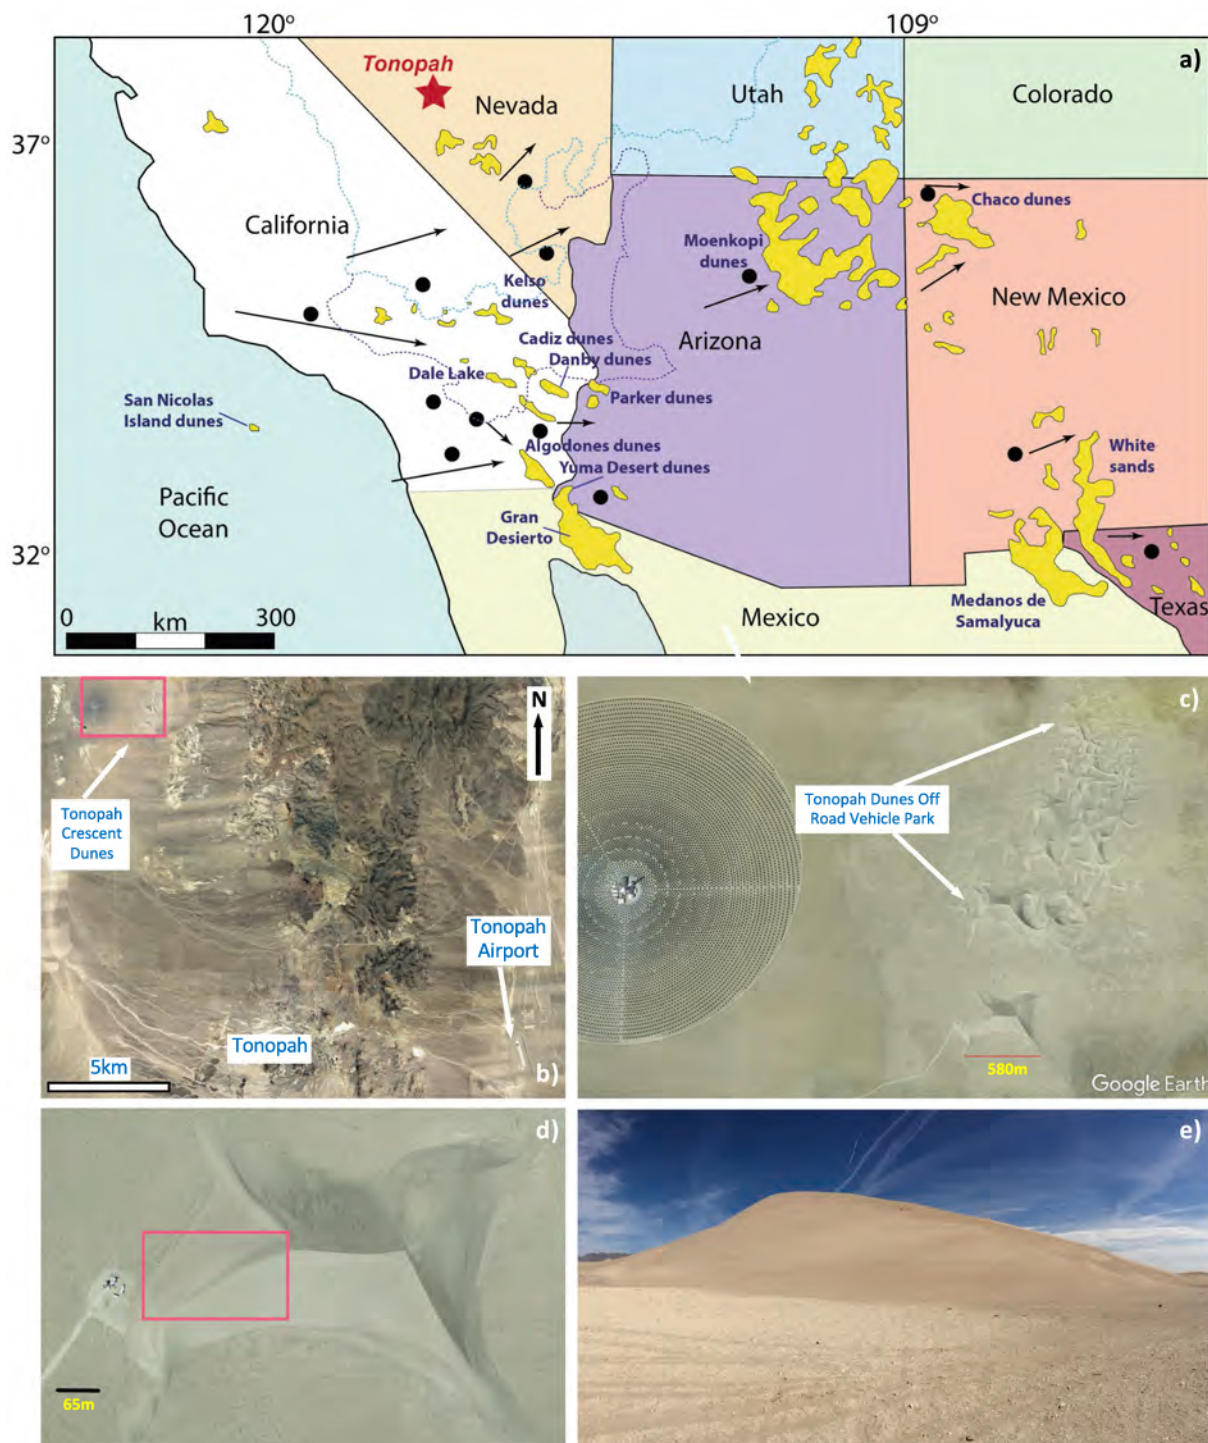 120°
109°
a)
Tonopah
Nevada
Utah
Colorado
37°
California
Chaco dunes
Moenkopi
dunes
Kelso
dunes
New Mexico
Arizona
Cadiz dunes
Danby dunes
Dale Lake
Parker dunes
San Nicolas
Island dunes
Algodones dunes
Yuma Desert dunes
White
sands
Pacific
Ocean
Gran
Desierto
32°
0 km 300
Mexico
Medanos de
Samalyuca
Texas
N
Tonopah
Crescent
Dunes
Tonopah
Airport
Tonopah
5km
b)
c)
Tonopah Dunes Off
Road Vehicle Park
580m
Google Earth
d)
65m
e)